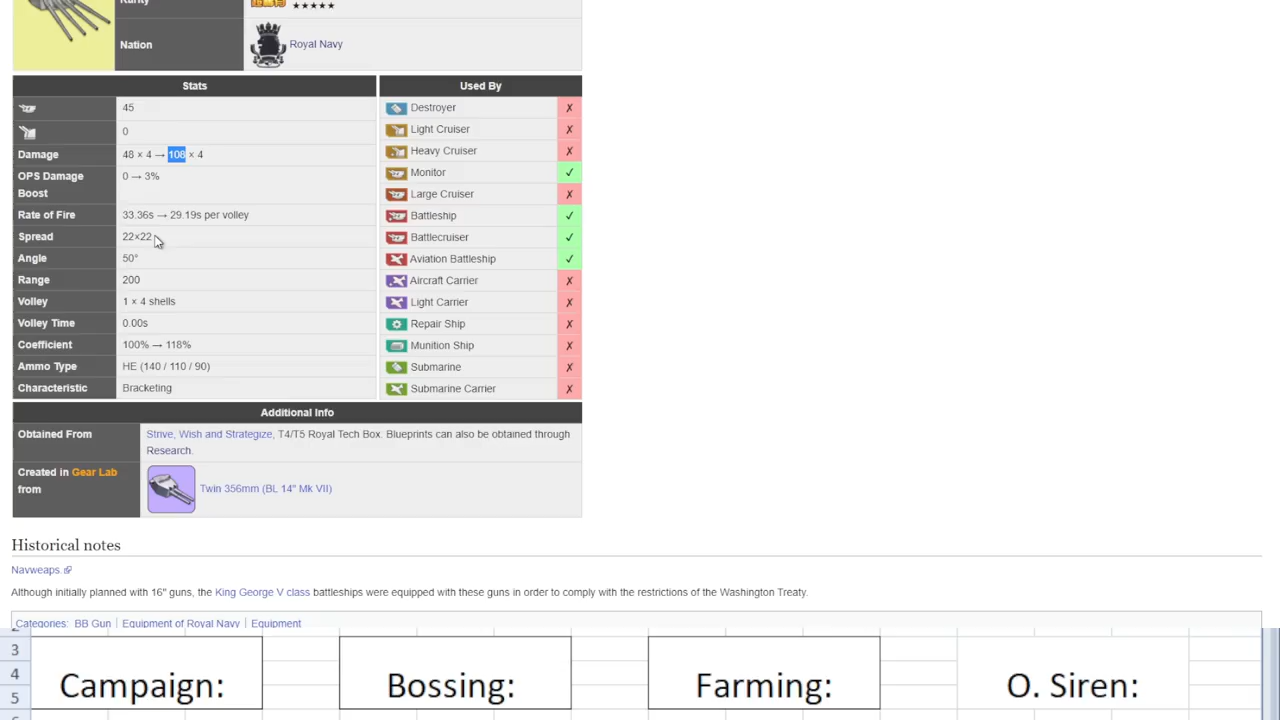 Rarity ★★★★★
Nation Royal Navy
Stats
45
0
Damage 48 × 4 → 108 × 4
OPS Damage Boost 0 → 3%
Rate of Fire 33.36s → 29.19s per volley
Spread 22×22
Angle 50°
Range 200
Volley 1 × 4 shells
Volley Time 0.00s
Coefficient 100% → 118%
Ammo Type HE (140 / 110 / 90)
Characteristic Bracketing
Used By
Destroyer ✗
Light Cruiser ✗
Heavy Cruiser ✗
Monitor ✓
Large Cruiser ✗
Battleship ✓
Battlecruiser ✓
Aviation Battleship ✓
Aircraft Carrier ✗
Light Carrier ✗
Repair Ship ✗
Munition Ship ✗
Submarine ✗
Submarine Carrier ✗
Additional Info
Obtained From Strive, Wish and Strategize, T4/T5 Royal Tech Box. Blueprints can also be obtained through
Research.
Created in Gear Lab
from Twin 356mm (BL 14" Mk VII)
Historical notes
Navweaps
Although initially planned with 16" guns, the King George V class battleships were equipped with these guns in order to comply with the restrictions of the Washington Treaty.
Categories: BB Gun | Equipment of Royal Navy | Equipment
3
4
5
Campaign: Bossing: Farming: O. Siren: